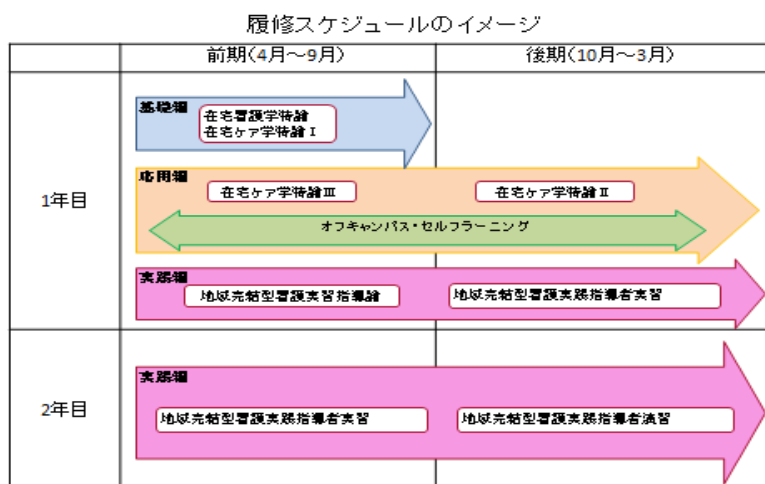 履修スケジュールのイメージ
前期(4月～9月)
後期(10月～3月)
1年目
基礎編
在宅看護学特論
在宅ケア学特論Ⅰ
応用編
在宅ケア学特論Ⅲ
在宅ケア学特論Ⅱ
オフキャンパス・セルフラーニング
実践編
地域完結型看護実習指導論
地域完結型看護実践指導者実習
2年目
実践編
地域完結型看護実践指導者実習
地域完結型看護実践指導者演習